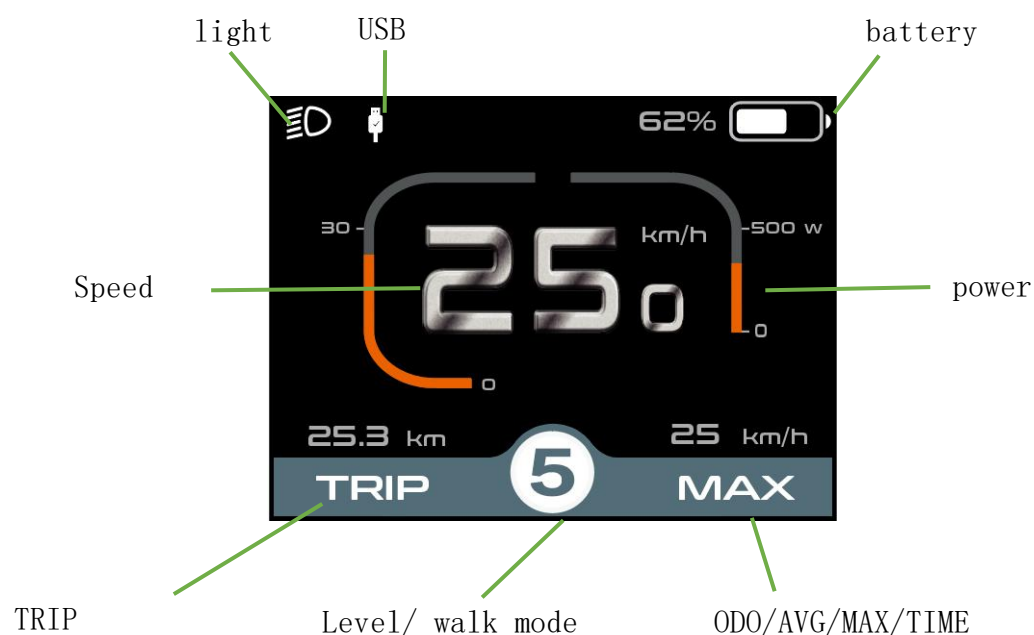 light USB battery
62%
30 km/h 500 W
Speed 25 0 power
0
0
25.3 km 25 km/h
TRIP 5 MAX
TRIP Level/ walk mode ODO/AVG/MAX/TIME